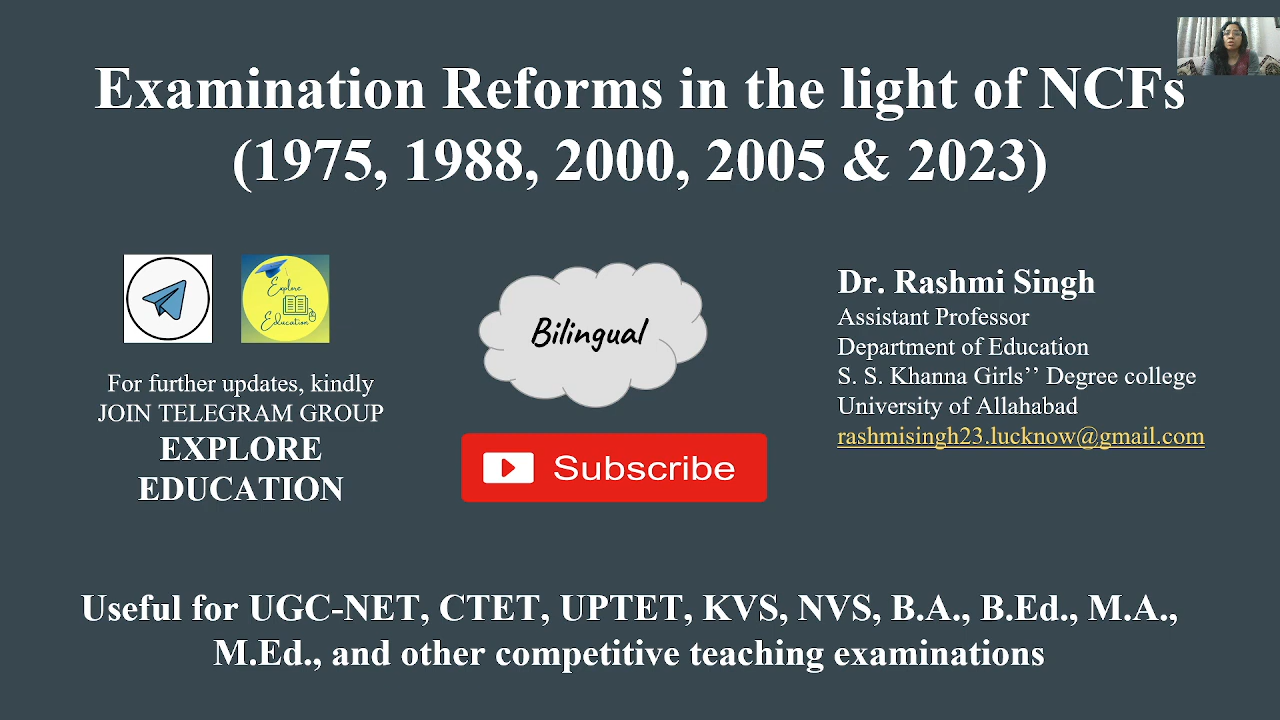 Examination Reforms in the light of NCFs
(1975, 1988, 2000, 2005 & 2023)
Explore
Education
For further updates, kindly
JOIN TELEGRAM GROUP
EXPLORE
EDUCATION
Bilingual
Subscribe
Dr. Rashmi Singh
Assistant Professor
Department of Education
S. S. Khanna Girls’’ Degree college
University of Allahabad
rashmisingh23.lucknow@gmail.com
Useful for UGC-NET, CTET, UPTET, KVS, NVS, B.A., B.Ed., M.A.,
M.Ed., and other competitive teaching examinations